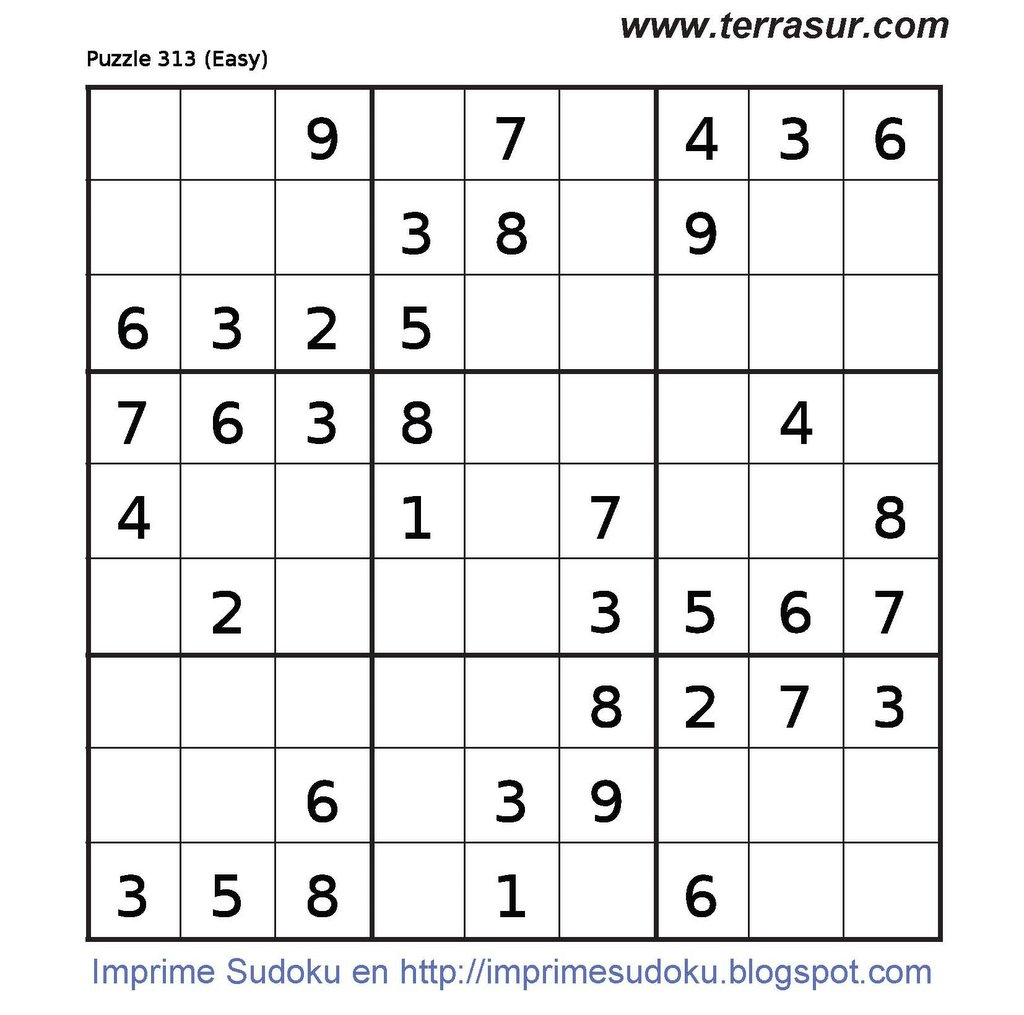 www.terrasur.com
Puzzle 313 (Easy)
9 7 4 3 6
3 8 9
6 3 2 5
7 6 3 8 4
4 1 7 8
2 3 5 6 7
8 2 7 3
6 3 9
3 5 8 1 6
Imprime Sudoku en http://imprimesudoku.blogspot.com